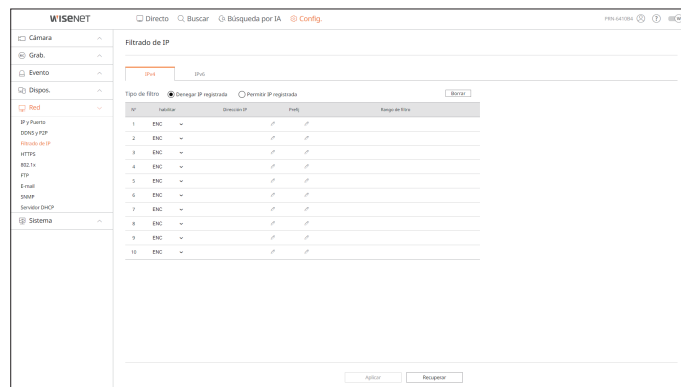 WISENET
Directo Buscar Búsqueda por IA Config.
PRN-6410B4
Cámara
Grab.
Evento
Dispos.
Red
IP y Puerto
DDNS y P2P
Filtrado de IP
HTTPS
802.1x
FTP
E-mail
SNMP
Servidor DHCP
Sistema
Filtrado de IP
IPv4 IPv6
Tipo de filtro Denegar IP registrada Permitir IP registrada Borrar
Nº habilitar Dirección IP Prefij. Rango de filtro
1 ENC
2 ENC
3 ENC
4 ENC
5 ENC
6 ENC
7 ENC
8 ENC
9 ENC
10 ENC
Aplicar Recuperar